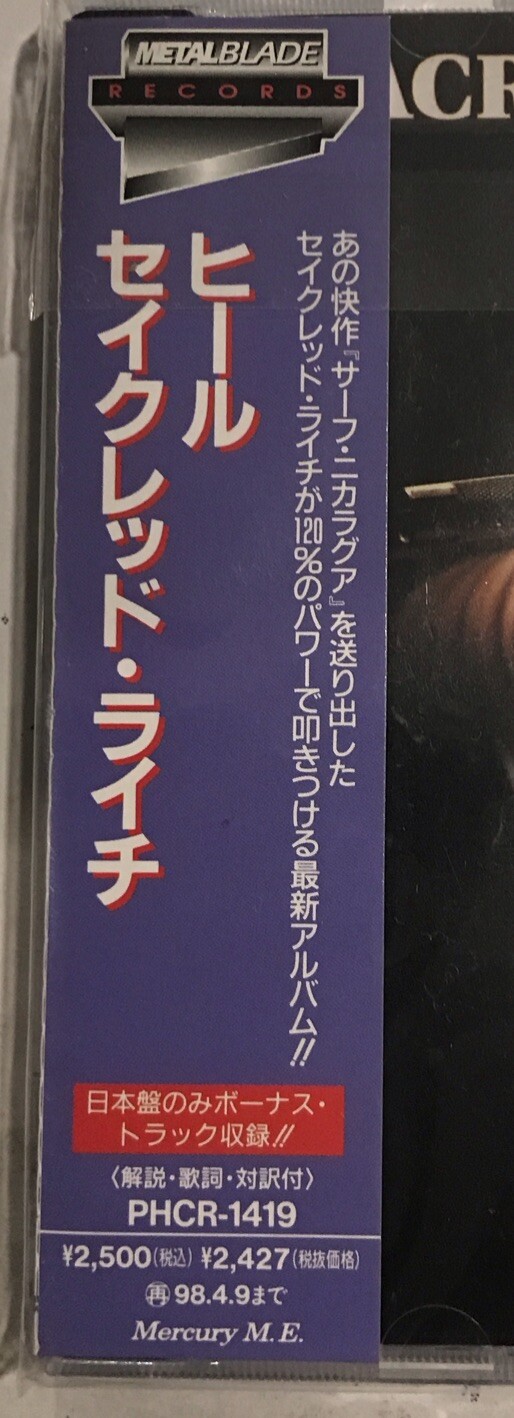 METALBLADE
RECORDS
ACR
あの快作『サーフ・ニカラグア』を送り出した
セイクレッド・ライチが120%のパワーで叩きつける最新アルバム!!
ヒール
セイクレッド・ライチ
日本盤のみボーナス・
トラック収録!!
〈解説・歌詞・対訳付〉
PHCR-1419
¥2,500(税込) ¥2,427(税抜価格)
再98.4.9まで
Mercury M.E.